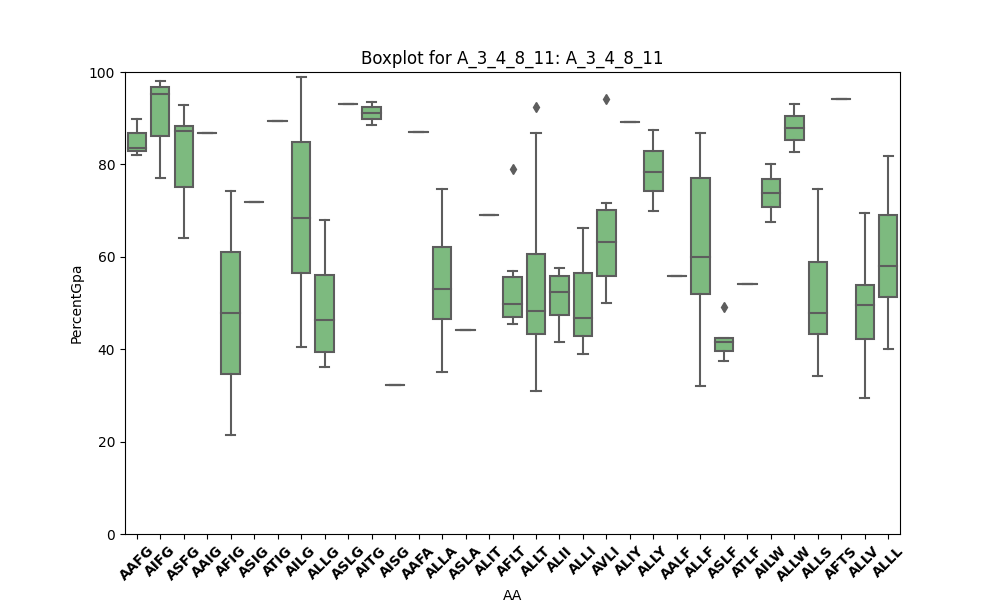 Boxplot for A_3_4_8_11: A_3_4_8_11
100
80
60
40
20
0
PercentGpa
AAFG AIFG ASFG AAIG AFIG ASIG ATIG AILG ALLG ASLG AITG AISG AAFA ALLA ASLA ALIT AFLT ALLT ALII ALLI AVLI ALIY ALLY AALF ALLF ASLF ATLF AILW ALLW ALLS AFTS ALLV ALLL
AA